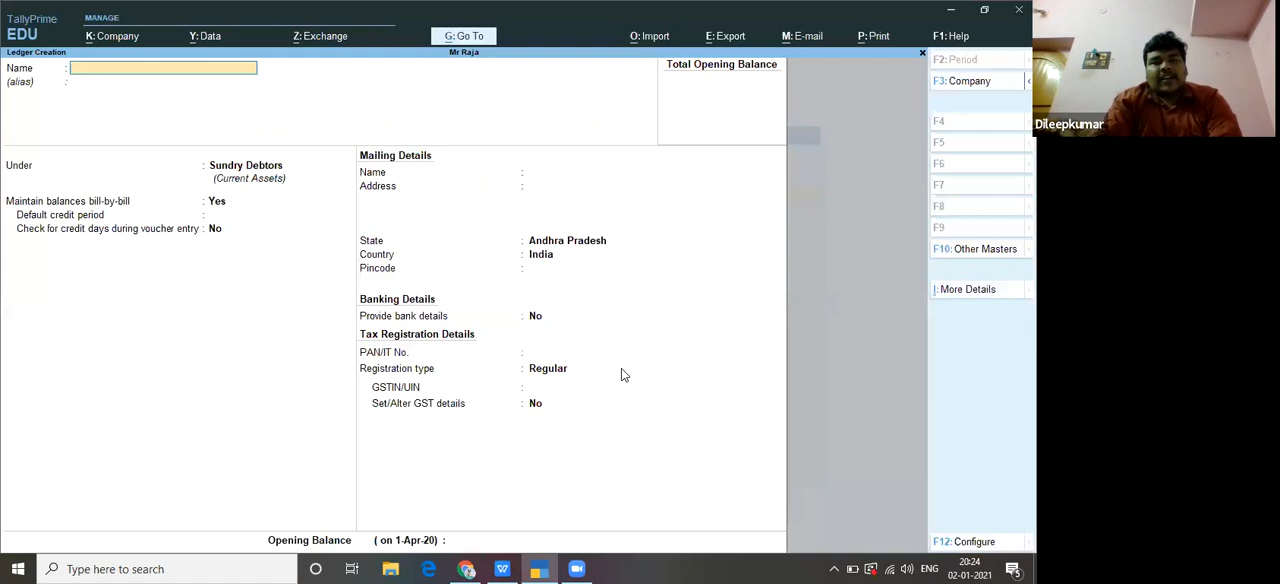 TallyPrime
EDU
MANAGE
K: Company
Y: Data
Z: Exchange
G: Go To
O: Import
E: Export
M: E-mail
P: Print
F1: Help
Ledger Creation
Mr Raja
x
Name :
(alias) :
Total Opening Balance
Under : Sundry Debtors
(Current Assets)
Maintain balances bill-by-bill : Yes
Default credit period :
Check for credit days during voucher entry : No
Mailing Details
Name :
Address :
State : Andhra Pradesh
Country : India
Pincode :
Banking Details
Provide bank details : No
Tax Registration Details
PAN/IT No. :
Registration type : Regular
GSTIN/UIN :
Set/Alter GST details : No
Opening Balance ( on 1-Apr-20) :
F2: Period
F3: Company
F4
F5
F6
F7
F8
F9
F10: Other Masters
I: More Details
F12: Configure
Dileepkumar
Type here to search
W
ENG
20:24
02-01-2021
5